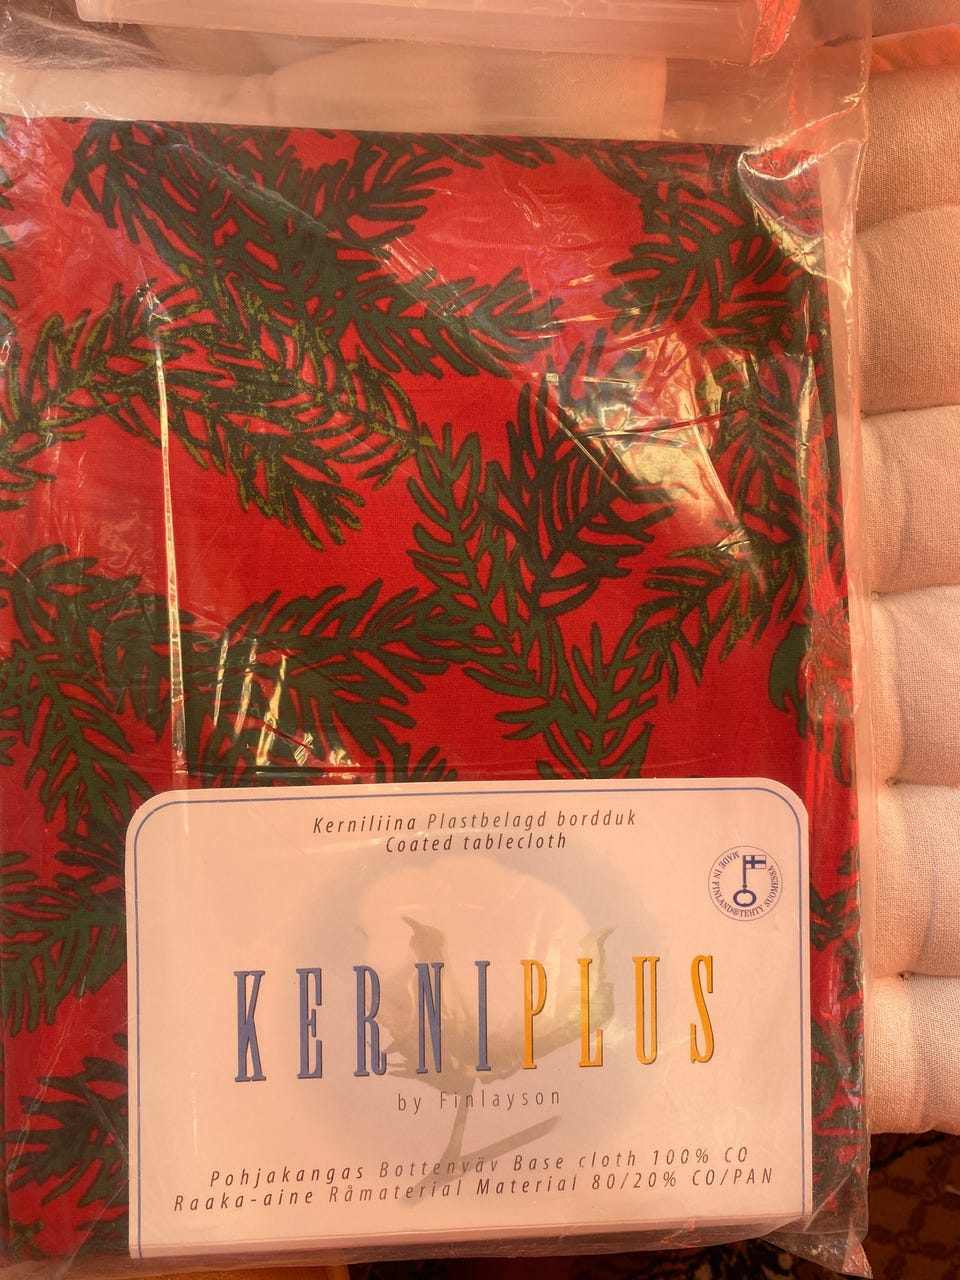 Kerniliina Plastbelagd bordduk
Coated tablecloth
MADE IN FINLAND®TEHTY SUOMESSA
KERNIPLUS
by Finlayson
Pohjakangas Bottenväv Base cloth 100% CO
Raaka-aine Råmaterial Material 80/20% CO/PAN